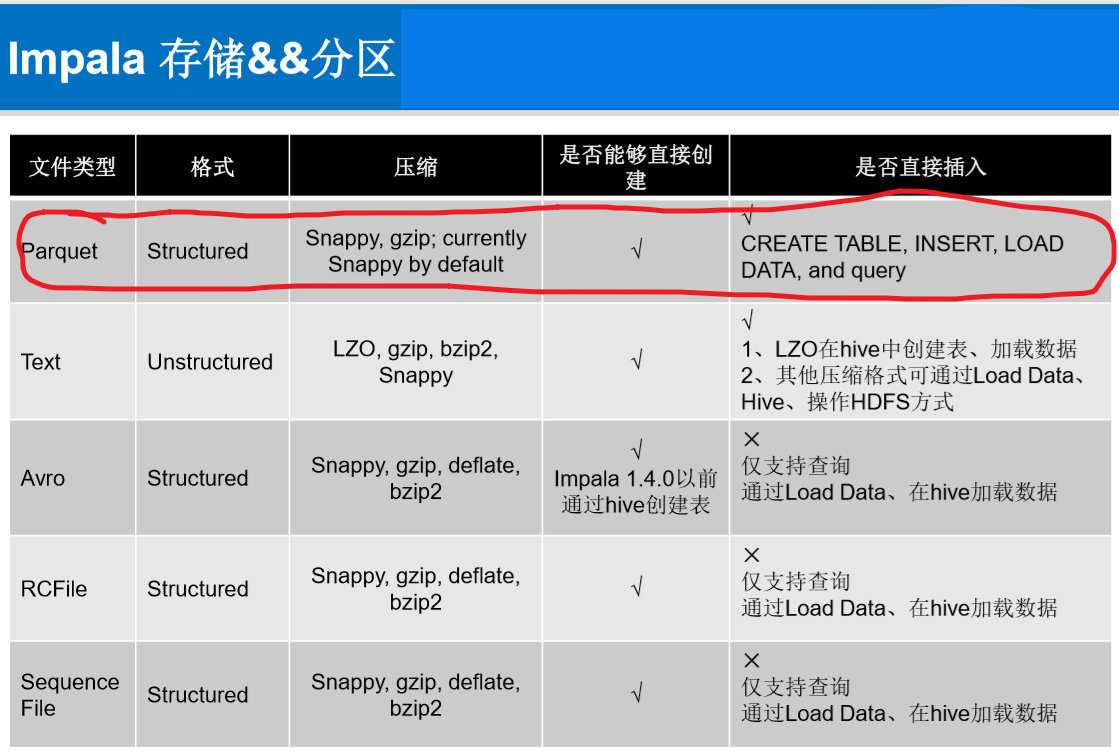 Impala 存储&&分区
文件类型
格式
压缩
是否能够直接创
建
是否直接插入
Parquet
Structured
Snappy, gzip; currently
Snappy by default
√
√
CREATE TABLE, INSERT, LOAD
DATA, and query
Text
Unstructured
LZO, gzip, bzip2,
Snappy
√
√
1、LZO在hive中创建表、加载数据
2、其他压缩格式可通过Load Data、
Hive、操作HDFS方式
Avro
Structured
Snappy, gzip, deflate,
bzip2
√
Impala 1.4.0以前
通过hive创建表
×
仅支持查询
通过Load Data、在hive加载数据
RCFile
Structured
Snappy, gzip, deflate,
bzip2
√
×
仅支持查询
通过Load Data、在hive加载数据
Sequence
File
Structured
Snappy, gzip, deflate,
bzip2
√
×
仅支持查询
通过Load Data、在hive加载数据